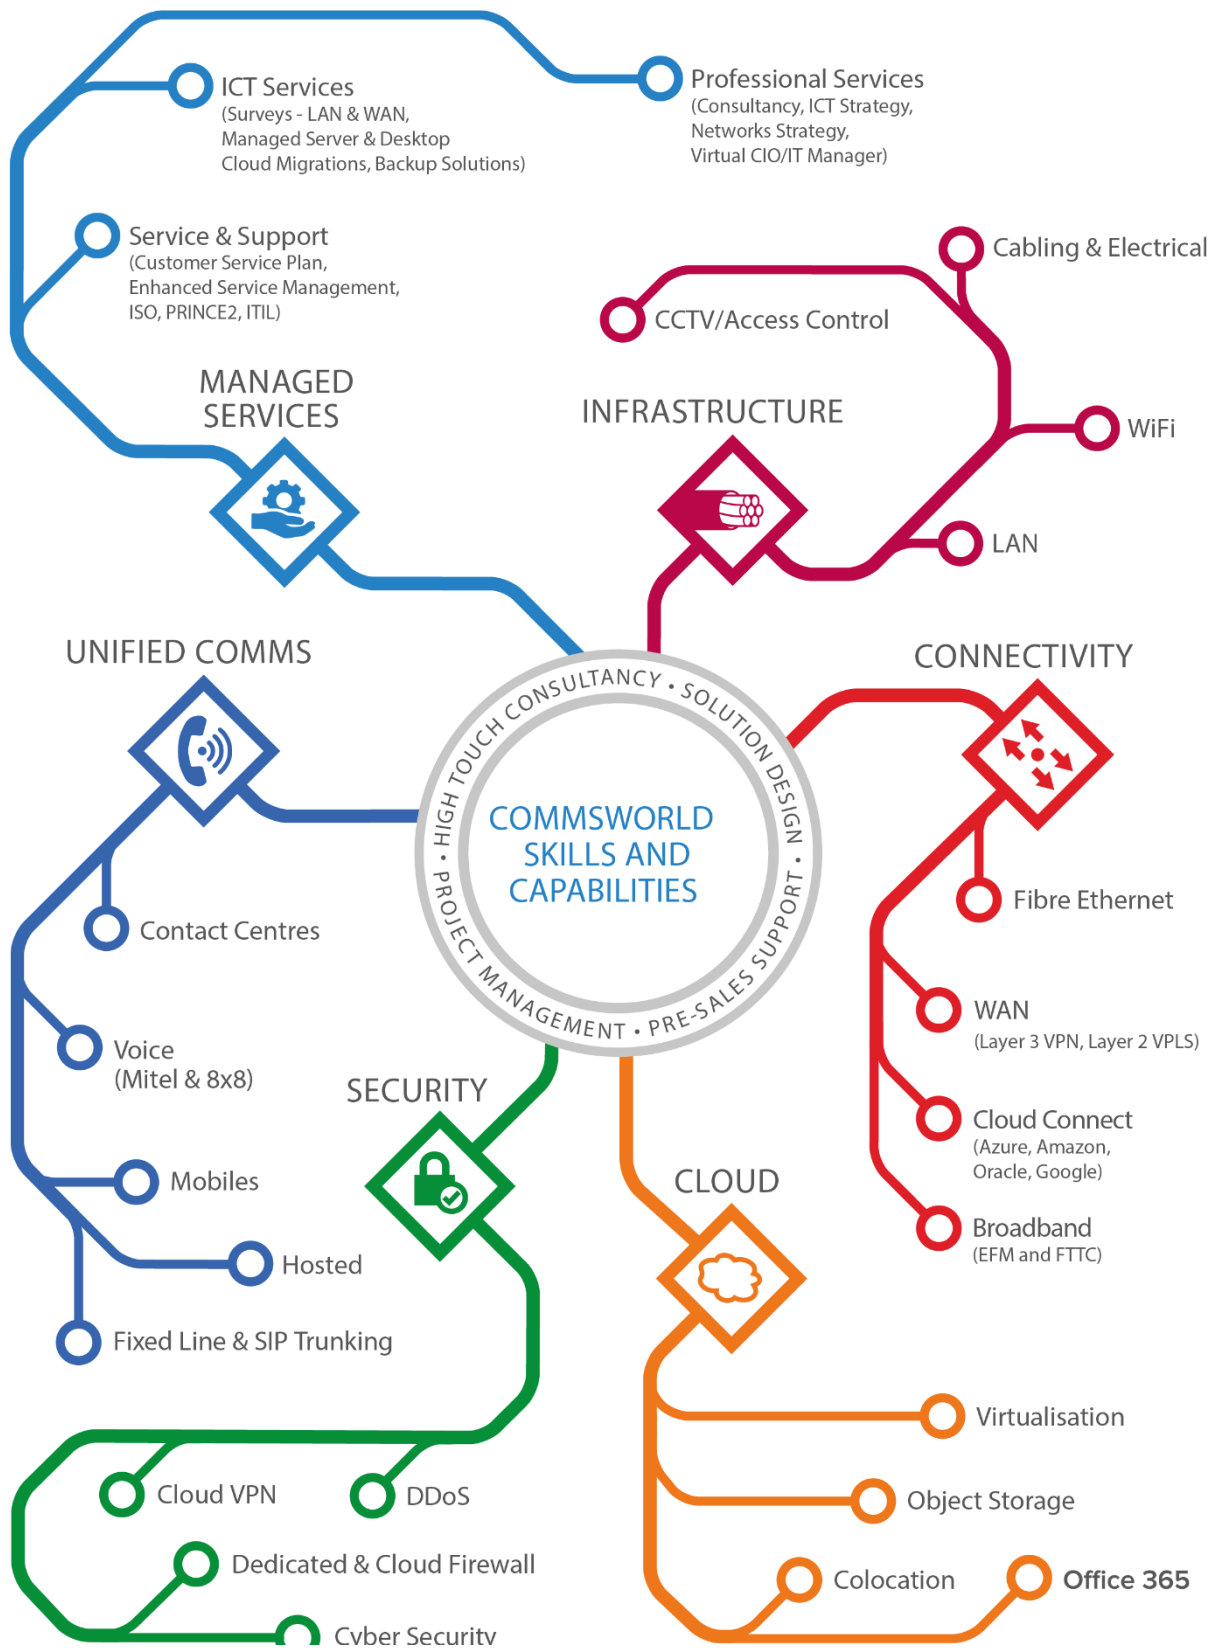 ICT Services
(Surveys - LAN & WAN,
Managed Server & Desktop
Cloud Migrations, Backup Solutions)
Professional Services
(Consultancy, ICT Strategy,
Networks Strategy,
Virtual CIO/IT Manager)
Service & Support
(Customer Service Plan,
Enhanced Service Management,
ISO, PRINCE2, ITIL)
MANAGED
SERVICES
Cabling & Electrical
CCTV/Access Control
INFRASTRUCTURE
WiFi
LAN
UNIFIED COMMS
CONNECTIVITY
• HIGH TOUCH CONSULTANCY • SOLUTION DESIGN
• PROJECT MANAGEMENT • PRE-SALES SUPPORT •
COMMSWORLD
SKILLS AND
CAPABILITIES
Contact Centres
Voice
(Mitel & 8x8)
Mobiles
Hosted
Fixed Line & SIP Trunking
Fibre Ethernet
WAN
(Layer 3 VPN, Layer 2 VPLS)
Cloud Connect
(Azure, Amazon,
Oracle, Google)
Broadband
(EFM and FTTC)
SECURITY
CLOUD
Cloud VPN
DDoS
Dedicated & Cloud Firewall
Cyber Security
Virtualisation
Object Storage
Colocation
Office 365